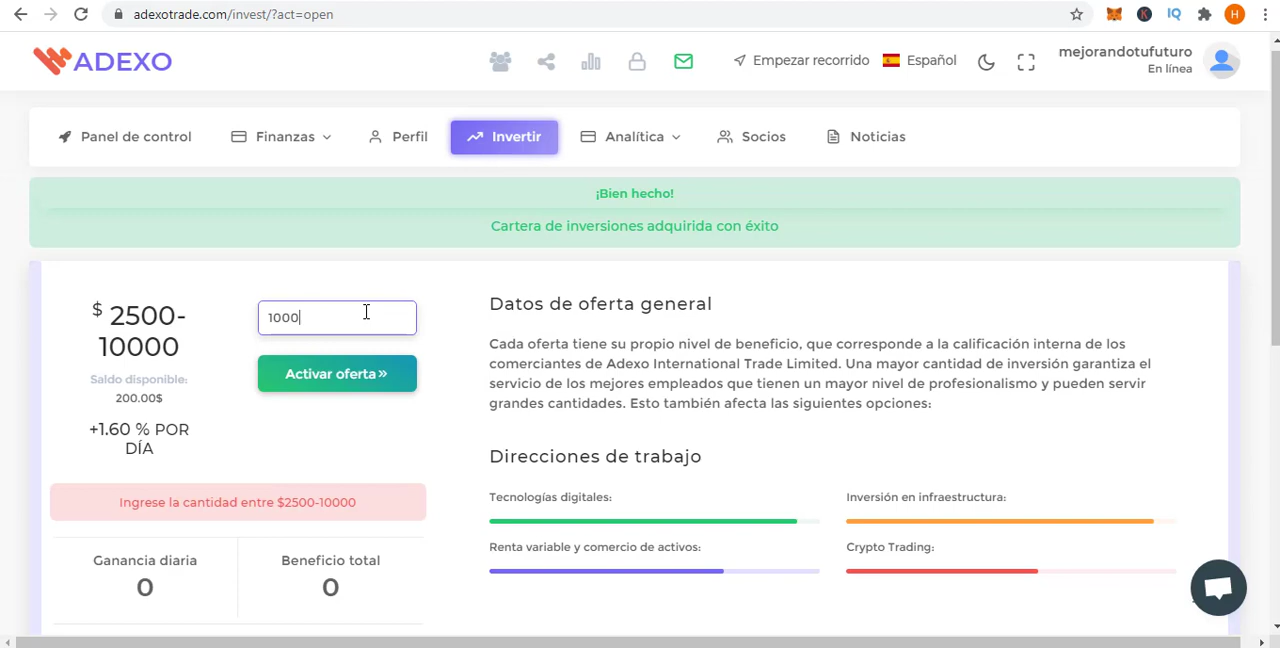 adexotrade.com/invest/?act=open
K
IQ
H
ADEXO
Empezar recorrido
Español
mejorandotufuturo
En línea
Panel de control
Finanzas
Perfil
Invertir
Analítica
Socios
Noticias
¡Bien hecho!
Cartera de inversiones adquirida con éxito
$ 2500-
10000
Saldo disponible:
200.00$
+1.60 % POR
DÍA
1000
Activar oferta»
Ingrese la cantidad entre $2500-10000
Ganancia diaria
0
Beneficio total
0
Datos de oferta general
Cada oferta tiene su propio nivel de beneficio, que corresponde a la calificación interna de los
comerciantes de Adexo International Trade Limited. Una mayor cantidad de inversión garantiza el
servicio de los mejores empleados que tienen un mayor nivel de profesionalismo y pueden servir
grandes cantidades. Esto también afecta las siguientes opciones:
Direcciones de trabajo
Tecnologías digitales:
Inversión en infraestructura:
Renta variable y comercio de activos:
Crypto Trading: